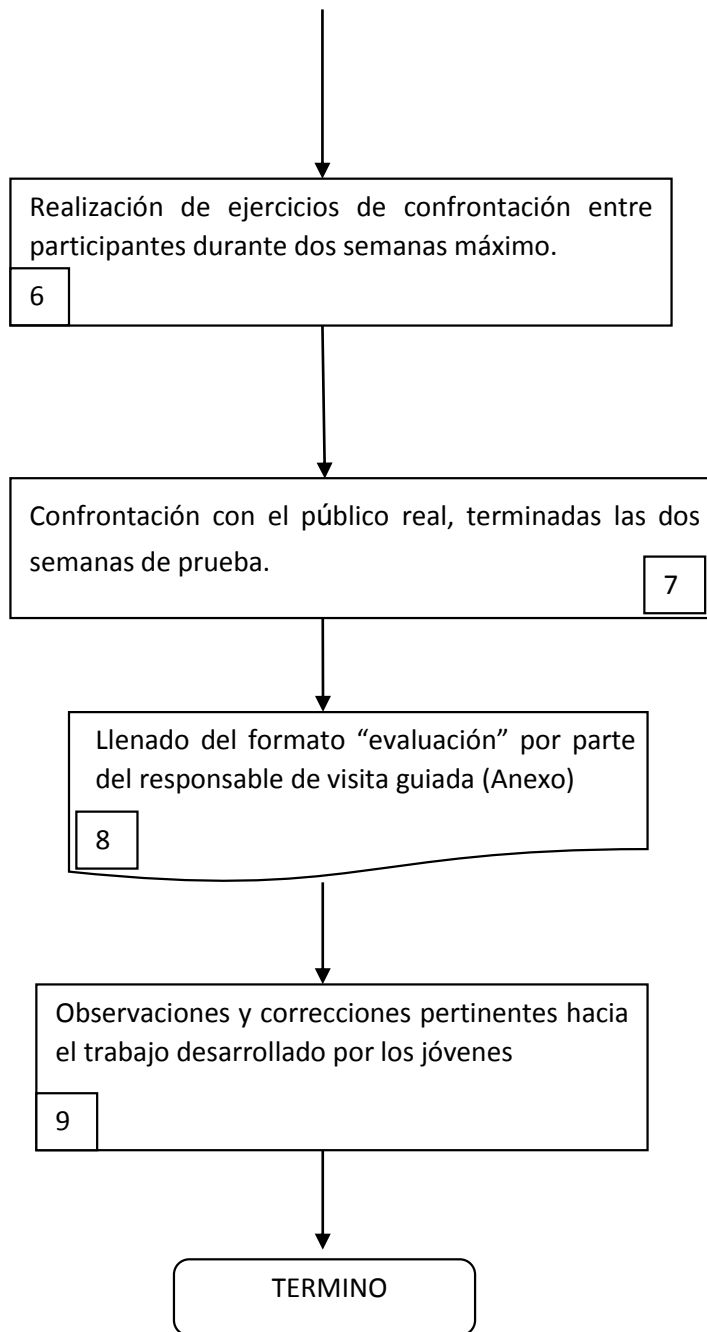 Realización de ejercicios de confrontación entre
participantes durante dos semanas máximo.
6
Confrontación con el público real, terminadas las dos
semanas de prueba.
7
Llenado del formato “evaluación” por parte
del responsable de visita guiada (Anexo)
8
Observaciones y correcciones pertinentes hacia
el trabajo desarrollado por los jóvenes
9
TERMINO